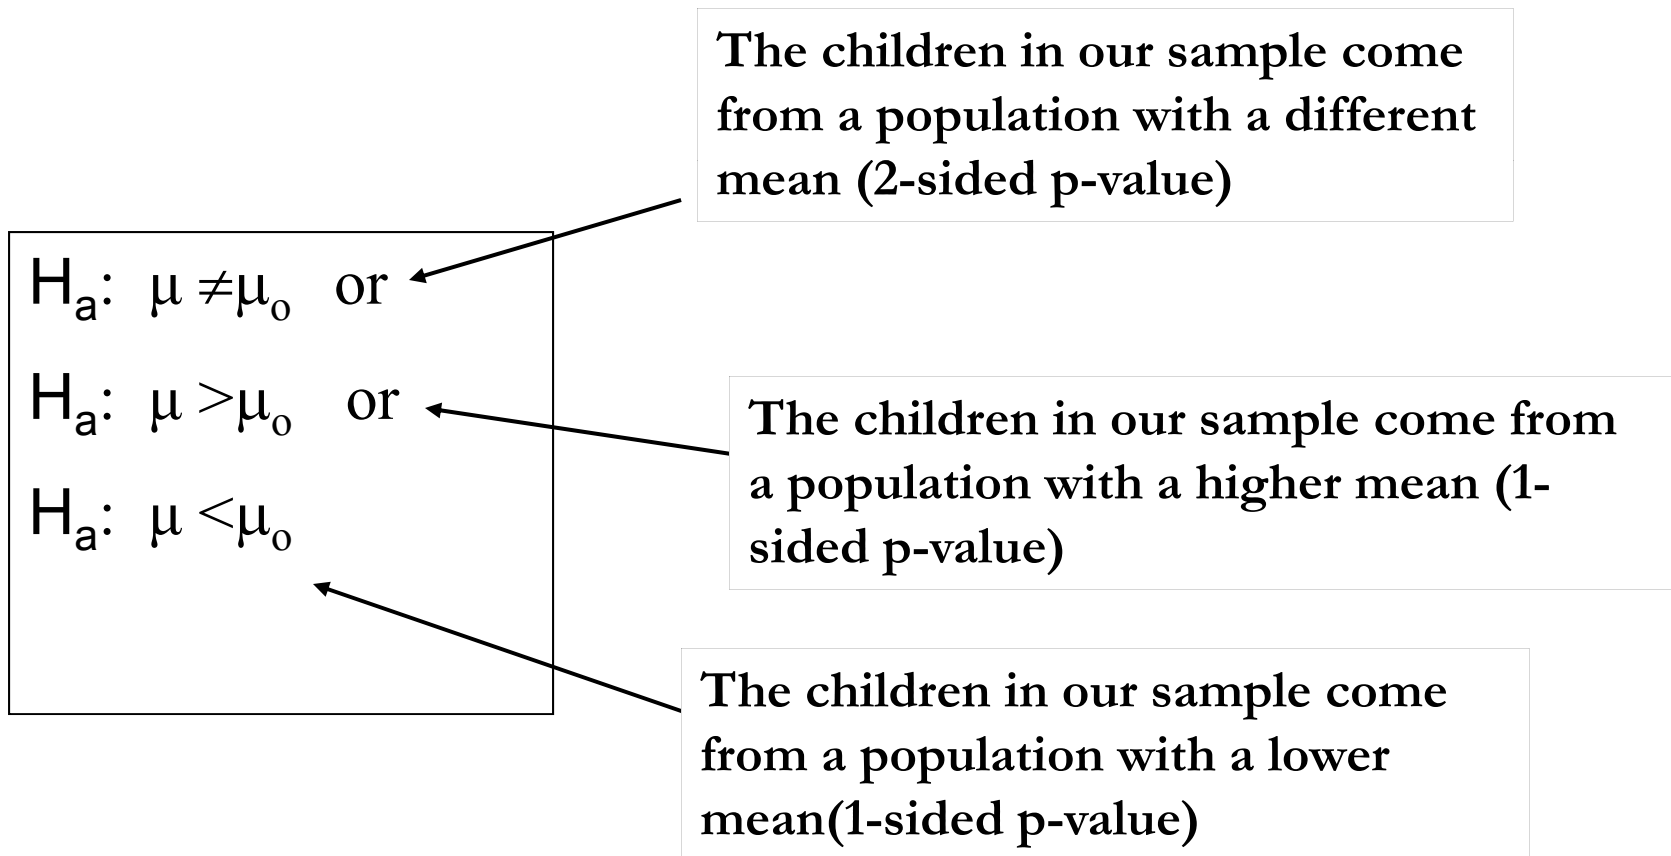 The children in our sample come
from a population with a different
mean (2-sided p-value)
Hₐ: μ ≠μₒ or
Hₐ: μ >μₒ or
Hₐ: μ <μₒ
The children in our sample come from
a population with a higher mean (1-
sided p-value)
The children in our sample come
from a population with a lower
mean(1-sided p-value)